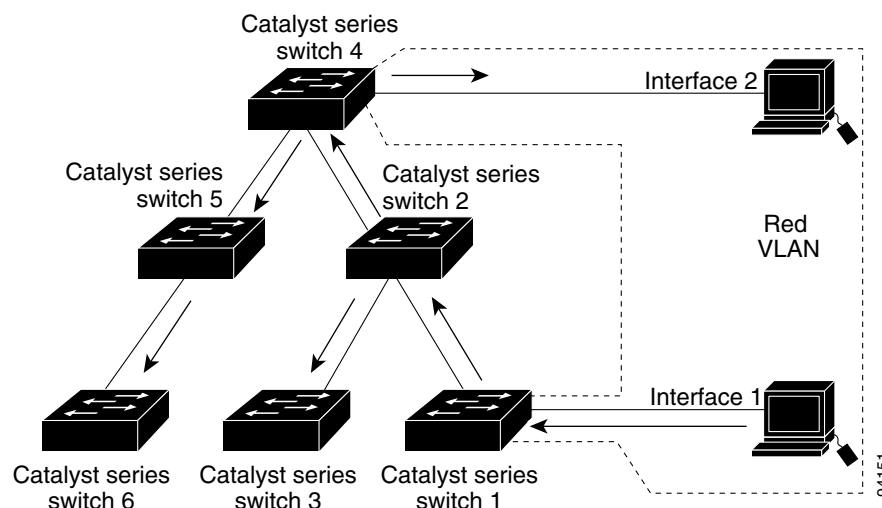 Catalyst series
switch 4
Interface 2
Catalyst series
switch 5
Catalyst series
switch 2
Red
VLAN
Interface 1
Catalyst series
switch 6
Catalyst series
switch 3
Catalyst series
switch 1